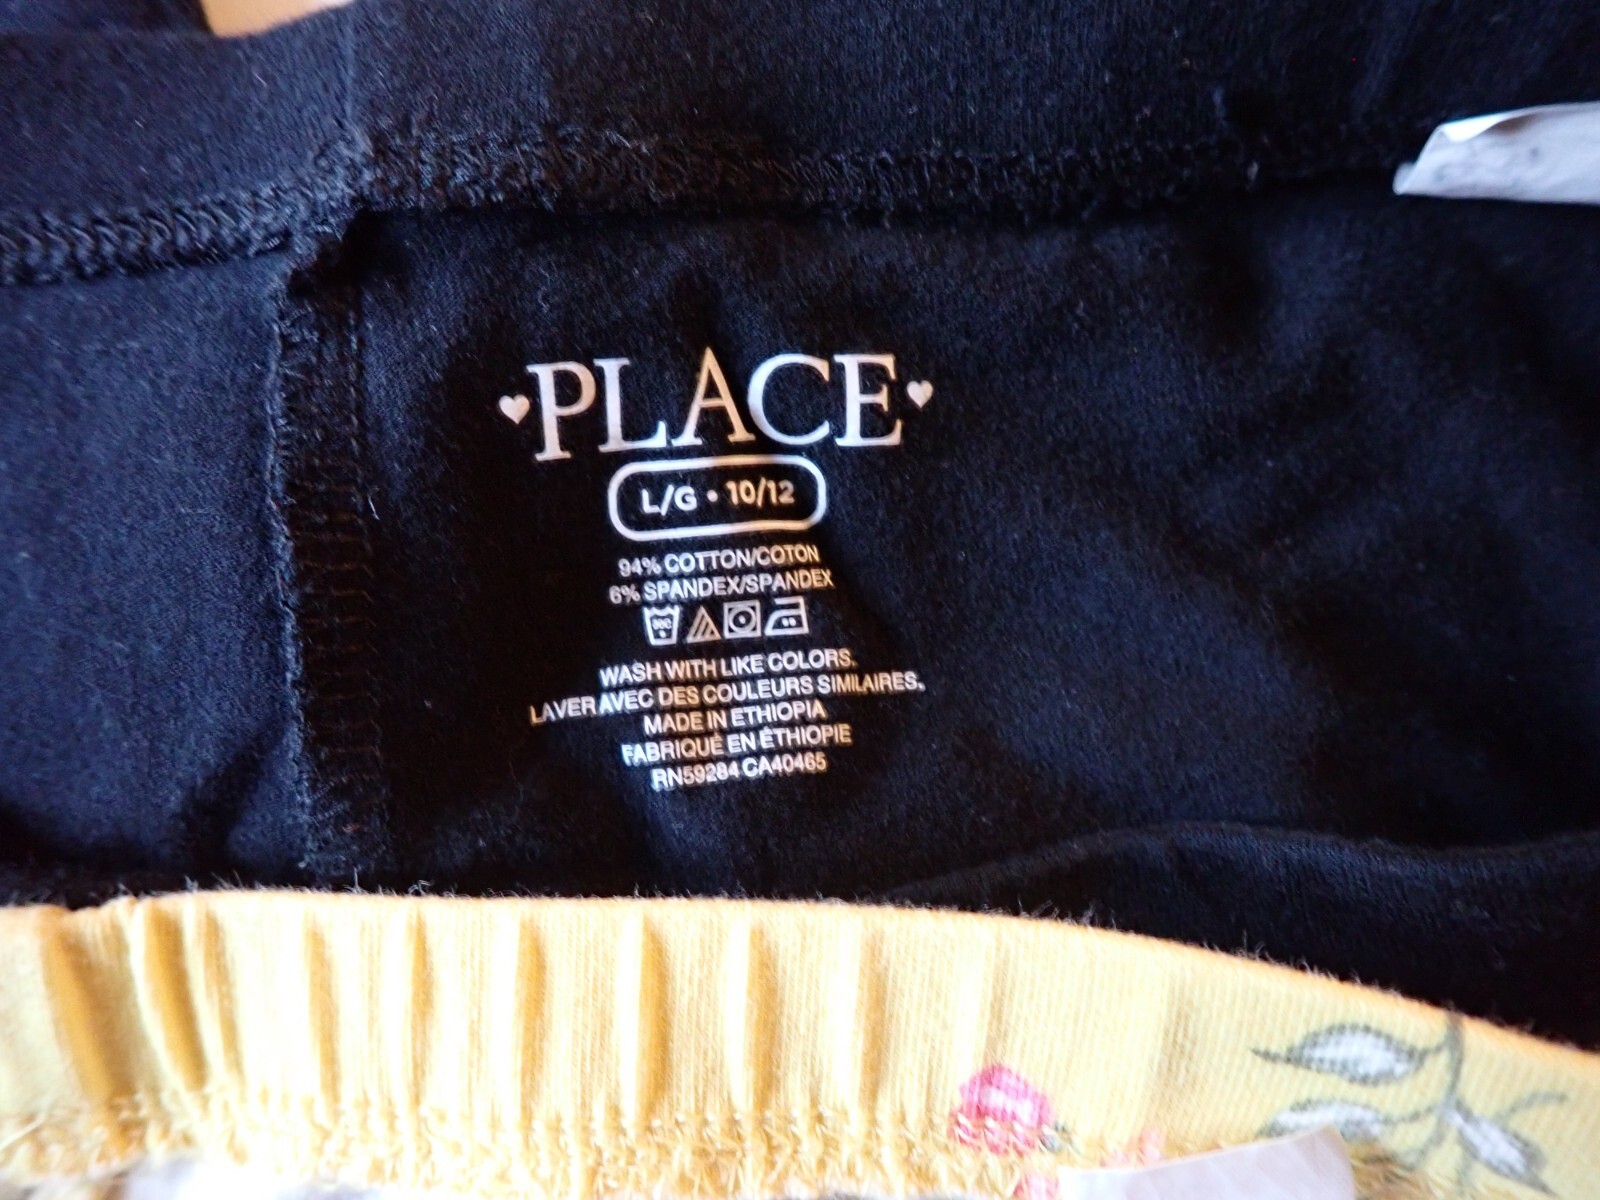 PLACE
L/G • 10/12
94% COTTON/COTON
6% SPANDEX/SPANDEX
30C
WASH WITH LIKE COLORS.
LAVER AVEC DES COULEURS SIMILAIRES.
MADE IN ETHIOPIA
FABRIQUÉ EN ÉTHIOPIE
RN59284 CA40465